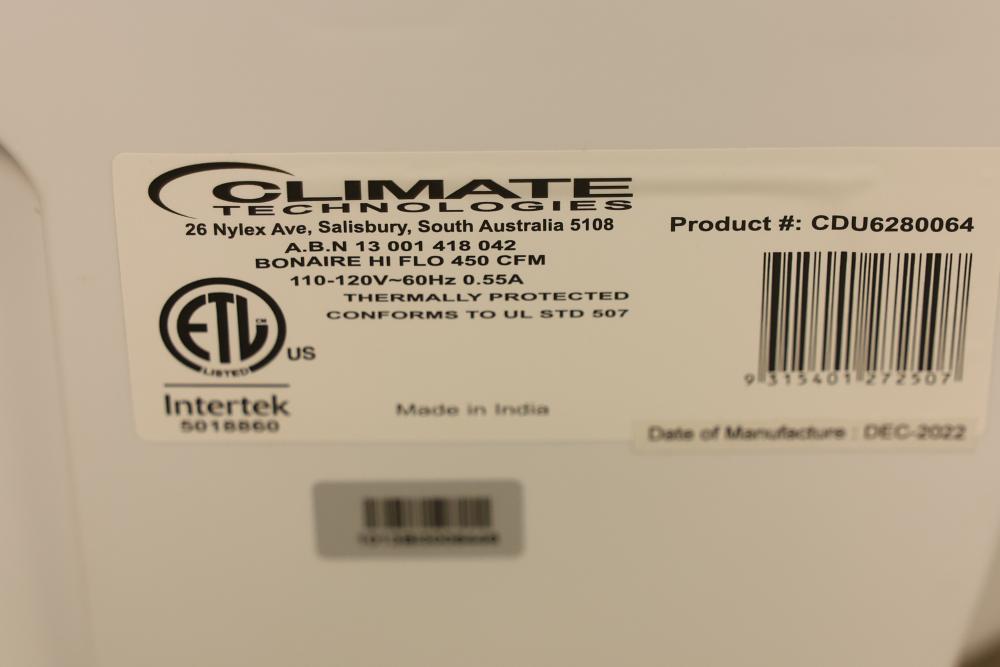 CLIMATE
TECHNOLOGIES
26 Nylex Ave, Salisbury, South Australia 5108
A.B.N 13 001 418 042
BONAIRE HI FLO 450 CFM
110-120V~60Hz 0.55A
THERMALLY PROTECTED
CONFORMS TO UL STD 507
ETL CM
LISTED
US
Intertek
5018860
Made in India
Product #: CDU6280064
9 315401 272507
Date of Manufacture : DEC-2022